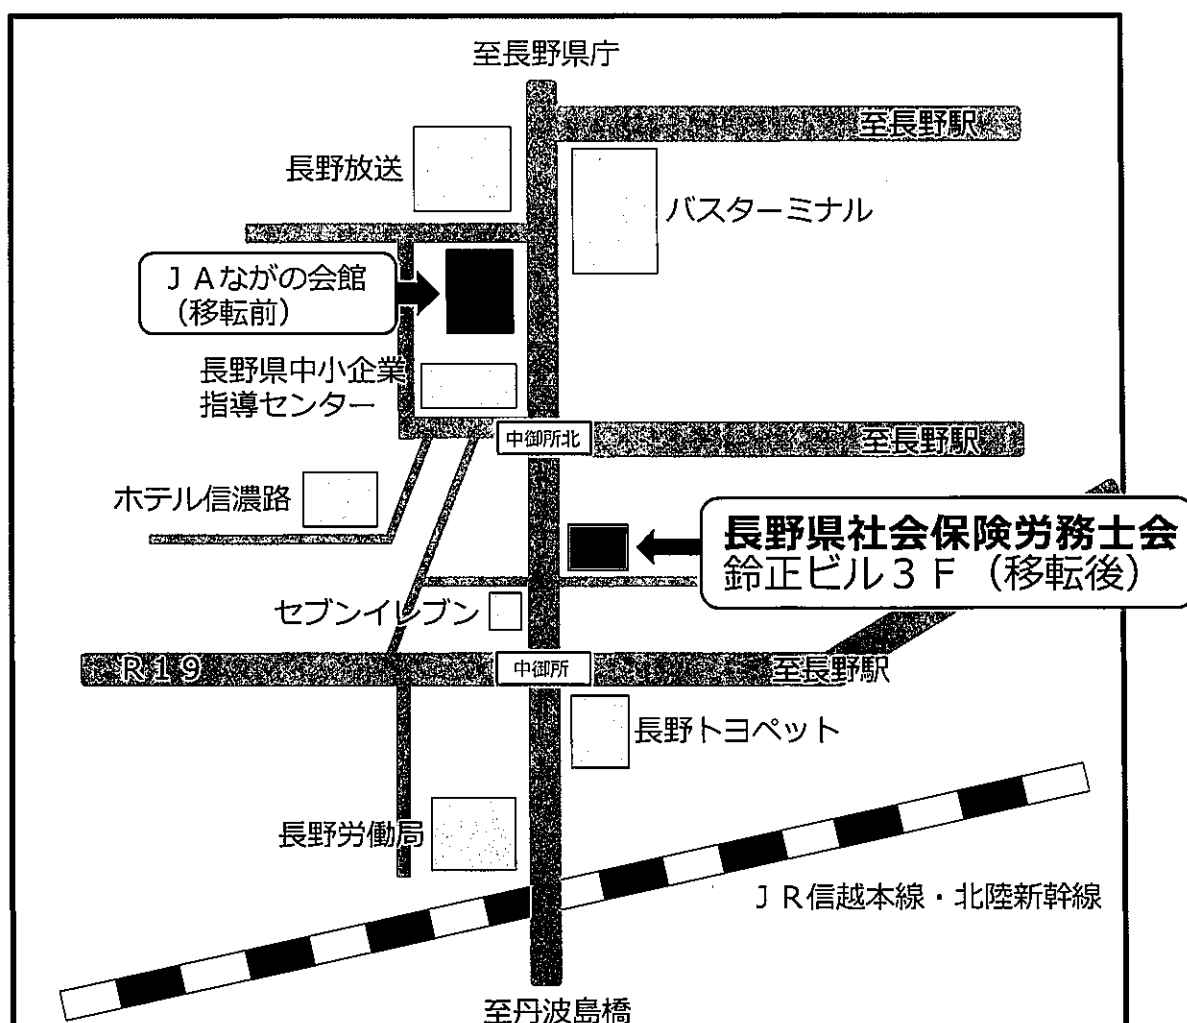 至長野県庁
至長野駅
長野放送
バスターミナル
ＪＡながの会館
（移転前）
長野県中小企業
指導センター
中御所北
至長野駅
ホテル信濃路
長野県社会保険労務士会
鈴正ビル３Ｆ（移転後）
セブンイレブン
Ｒ１９
中御所
至長野駅
長野トヨペット
長野労働局
ＪＲ信越本線・北陸新幹線
至丹波島橋